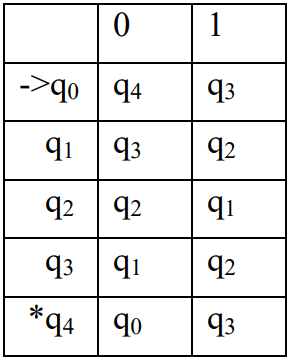 0 1
->q₀ q₄ q₃
q₁ q₃ q₂
q₂ q₂ q₁
q₃ q₁ q₂
*q₄ q₀ q₃